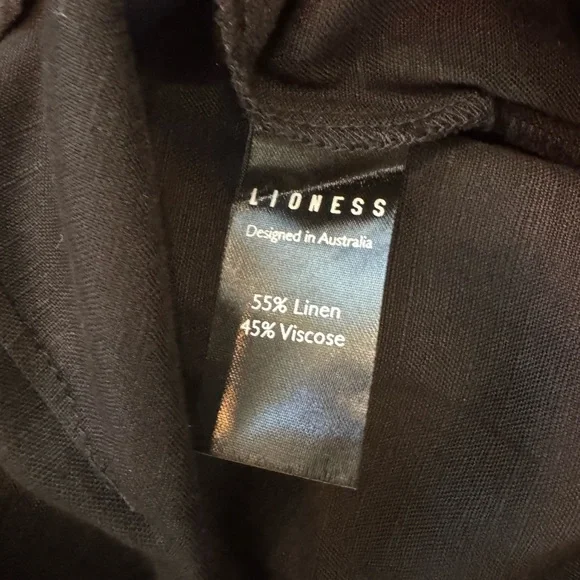 LIONESS
Designed in Australia
55% Linen
45% Viscose